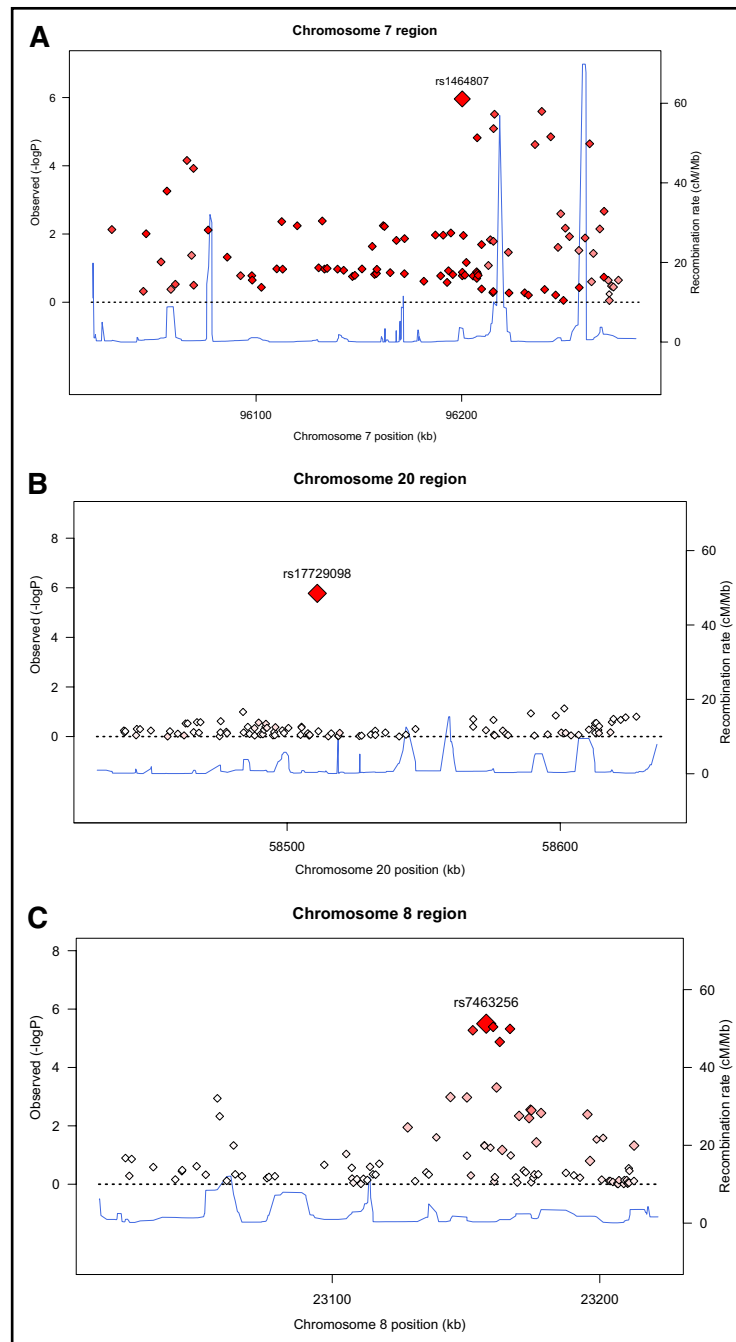 A
Chromosome 7 region
rs1464807
Observed (-logP)
0
2
4
6
Recombination rate (cM/Mb)
0
20
40
60
96100
96200
Chromosome 7 position (kb)
B
Chromosome 20 region
rs17729098
Observed (-logP)
0
2
4
6
8
Recombination rate (cM/Mb)
0
20
40
60
58500
58600
Chromosome 20 position (kb)
C
Chromosome 8 region
rs7463256
Observed (-logP)
0
2
4
6
8
Recombination rate (cM/Mb)
0
20
40
60
23100
23200
Chromosome 8 position (kb)